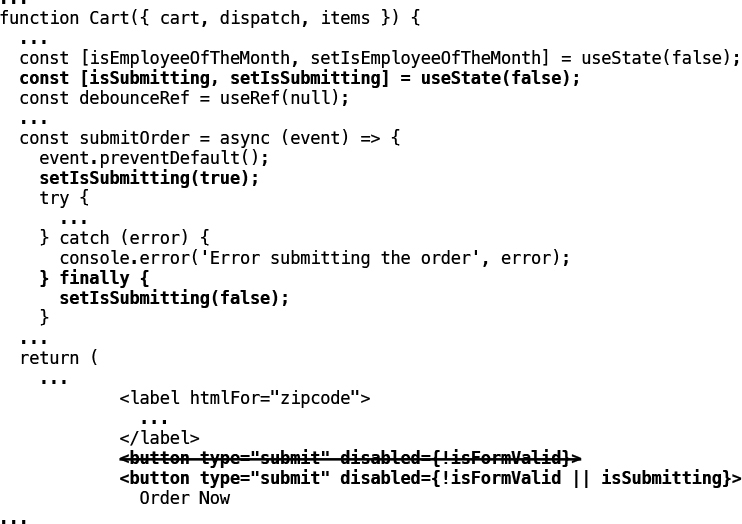 ...
function Cart({ cart, dispatch, items }) {
  ...
  const [isEmployeeOfTheMonth, setIsEmployeeOfTheMonth] = useState(false);
  const [isSubmitting, setIsSubmitting] = useState(false);
  const debounceRef = useRef(null);
  ...
  const submitOrder = async (event) => {
    event.preventDefault();
    setIsSubmitting(true);
    try {
      ...
    } catch (error) {
      console.error('Error submitting the order', error);
    } finally {
      setIsSubmitting(false);
    }
  ...
  return (
    ...
            <label htmlFor="zipcode">
              ...
            </label>
            <button type="submit" disabled={!isFormValid}>
            <button type="submit" disabled={!isFormValid || isSubmitting}>
              Order Now
...